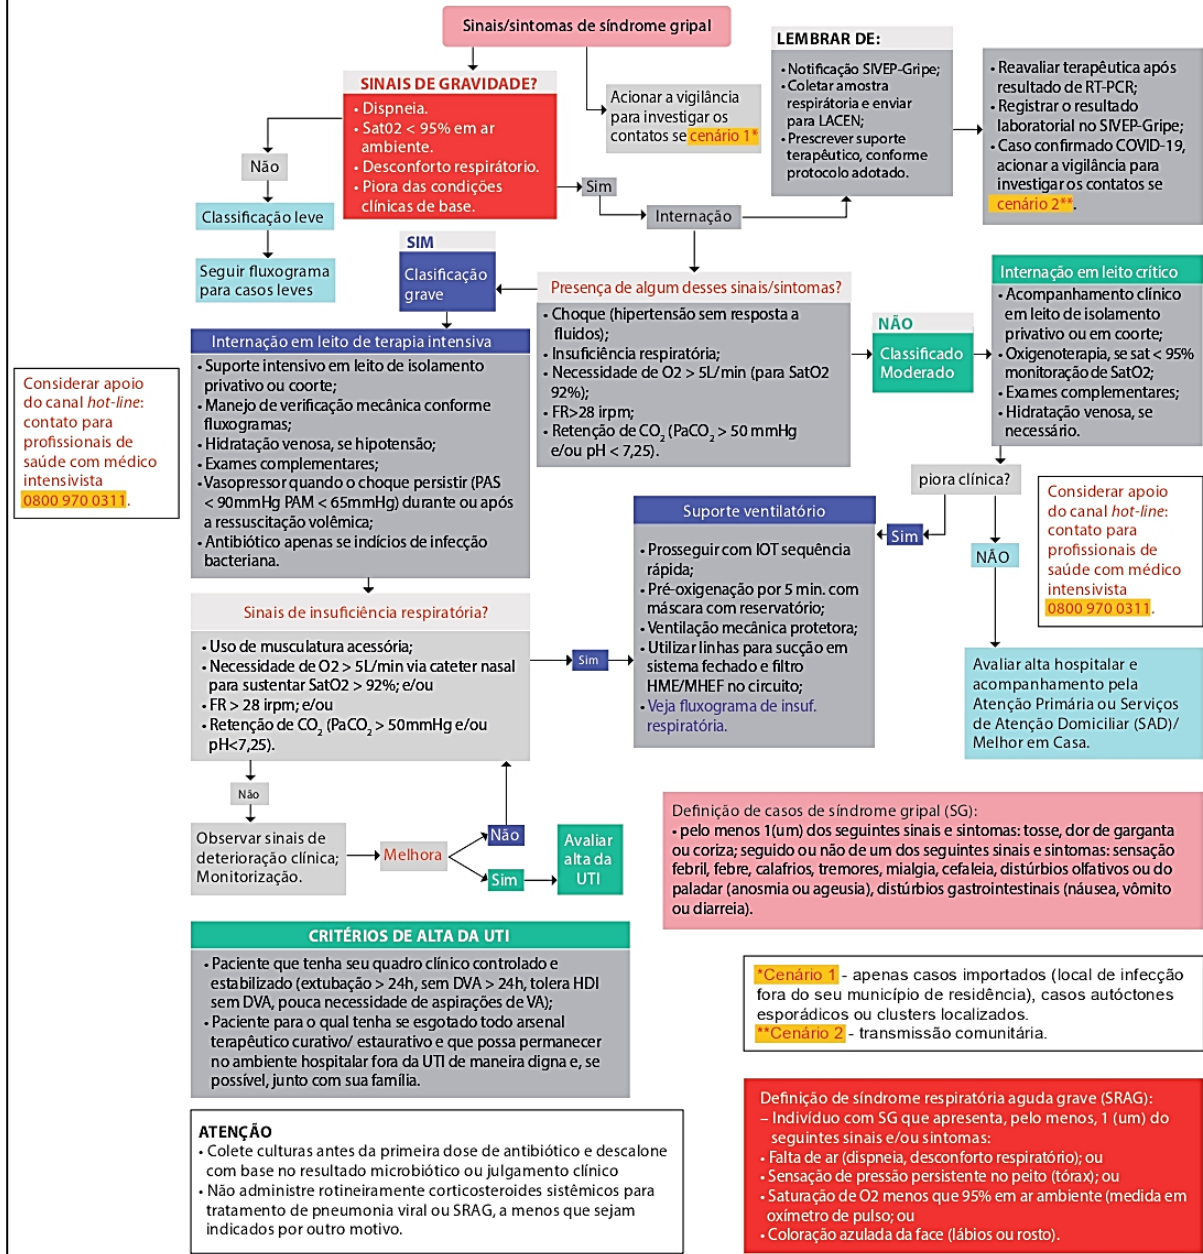 Sinais/sintomas de síndrome gripal
SINAIS DE GRAVIDADE?
• Dispneia.
• Sat02 < 95% em ar
ambiente.
• Desconforto respirátório.
• Piora das condições
clínicas de base.
Acionar a vigilância
para investigar os
contatos se cenário 1*
LEMBRAR DE:
• Notificação SIVEP-Gripe;
• Coletar amostra
respirátória e enviar
para LACEN;
• Prescrever suporte
terapêutico, conforme
protocolo adotado.
• Reavaliar terapêutica após
resultado de RT-PCR;
• Registrar o resultado
laboratorial no SIVEP-Gripe;
• Caso confirmado COVID-19,
acionar a vigilância para
investigar os contatos se
cenário 2**.
Não
Sim
Internação
Classificação leve
Seguir fluxograma
para casos leves
SIM
Clasificação
grave
Presença de algum desses sinais/sintomas?
• Choque (hipertensão sem resposta a
fluidos);
• Insuficiência respiratória;
• Necessidade de O2 > 5L/min (para SatO2
92%);
• FR>28 irpm;
• Retenção de CO2 (PaCO2 > 50 mmHg
e/ou pH < 7,25).
NÃO
Classificado
Moderado
Internação em leito crítico
• Acompanhamento clínico
em leito de isolamento
privativo ou em coorte;
• Oxigenoterapia, se sat < 95%
monitoração de SatO2;
• Exames complementares;
• Hidratação venosa, se
necessário.
Considerar apoio
do canal hot-line:
contato para
profissionais de
saúde com médico
intensivista
0800 970 0311.
Internação em leito de terapia intensiva
• Suporte intensivo em leito de isolamento
privativo ou coorte;
• Manejo de verificação mecânica conforme
fluxogramas;
• Hidratação venosa, se hipotensão;
• Exames complementares;
• Vasopressor quando o choque persistir (PAS
< 90mmHg PAM < 65mmHg) durante ou após
a ressuscitação volêmica;
• Antibiótico apenas se indícios de infecção
bacteriana.
piora clínica?
Sim
NÃO
Considerar apoio
do canal hot-line:
contato para
profissionais de
saúde com médico
intensivista
0800 970 0311.
Suporte ventilatório
• Prosseguir com IOT sequência
rápida;
• Pré-oxigenação por 5 min. com
máscara com reservatório;
• Ventilação mecânica protetora;
• Utilizar linhas para sucção em
sistema fechado e filtro
HME/MHEF no circuito;
• Veja fluxograma de insuf.
respiratória.
Sinais de insuficiência respiratória?
• Uso de musculatura acessória;
• Necessidade de O2 > 5L/min via cateter nasal
para sustentar SatO2 > 92%; e/ou
• FR > 28 irpm; e/ou
• Retenção de CO2 (PaCO2 > 50mmHg e/ou
pH<7,25).
Sim
Avaliar alta hospitalar e
acompanhamento pela
Atenção Primária ou Serviços
de Atenção Domiciliar (SAD)/
Melhor em Casa.
Não
Observar sinais de
deterioração clínica;
Monitorização.
Melhora
Não
Sim
Avaliar
alta da
UTI
Definição de casos de síndrome gripal (SG):
• pelo menos 1(um) dos seguintes sinais e sintomas: tosse, dor de garganta
ou coriza; seguido ou não de um dos seguintes sinais e sintomas: sensação
febril, febre, calafrios, tremores, mialgia, cefaleia, distúrbios olfativos ou do
paladar (anosmia ou ageusia), distúrbios gastrointestinais (náusea, vômito
ou diarreia).
CRITÉRIOS DE ALTA DA UTI
• Paciente que tenha seu quadro clínico controlado e
estabilizado (extubação > 24h, sem DVA > 24h, tolera HDI
sem DVA, pouca necessidade de aspirações de VA);
• Paciente para o qual tenha se esgotado todo arsenal
terapêutico curativo/ estaurativo e que possa permanecer
no ambiente hospitalar fora da UTI de maneira digna e, se
possível, junto com sua família.
*Cenário 1 - apenas casos importados (local de infecção
fora do seu município de residência), casos autóctones
esporádicos ou clusters localizados.
**Cenário 2 - transmissão comunitária.
ATENÇÃO
• Colete culturas antes da primeira dose de antibiótico e descalone
com base no resultado microbiótico ou julgamento clínico
• Não administre rotineiramente corticosteroides sistêmicos para
tratamento de pneumonia viral ou SRAG, a menos que sejam
indicados por outro motivo.
Definição de síndrome respiratória aguda grave (SRAG):
– Indivíduo com SG que apresenta, pelo menos, 1 (um) do
seguintes sinais e/ou sintomas:
• Falta de ar (dispneia, desconforto respiratório); ou
• Sensação de pressão persistente no peito (tórax); ou
• Saturação de O2 menos que 95% em ar ambiente (medida em
oxímetro de pulso; ou
• Coloração azulada da face (lábios ou rosto).